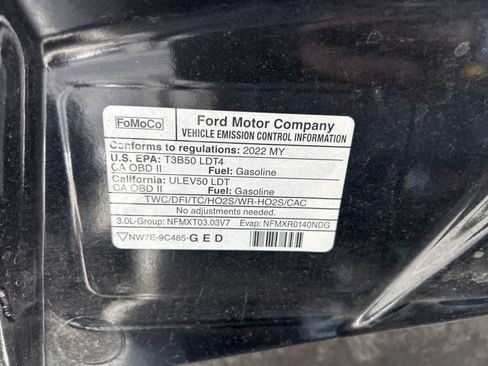 FoMoCo
Ford Motor Company
VEHICLE EMISSION CONTROL INFORMATION
Conforms to regulations: 2022 MY
U.S. EPA: T3B50 LDT4
CA OBD II Fuel: Gasoline
California: ULEV50 LDT
CA OBD II Fuel: Gasoline
TWC/DFI/TC/HO2S/WR-HO2S/CAC
No adjustments needed.
3.0L-Group: NFMXT03.03V7 Evap: NFMXR0140NDG
NW7E-9C485-GED